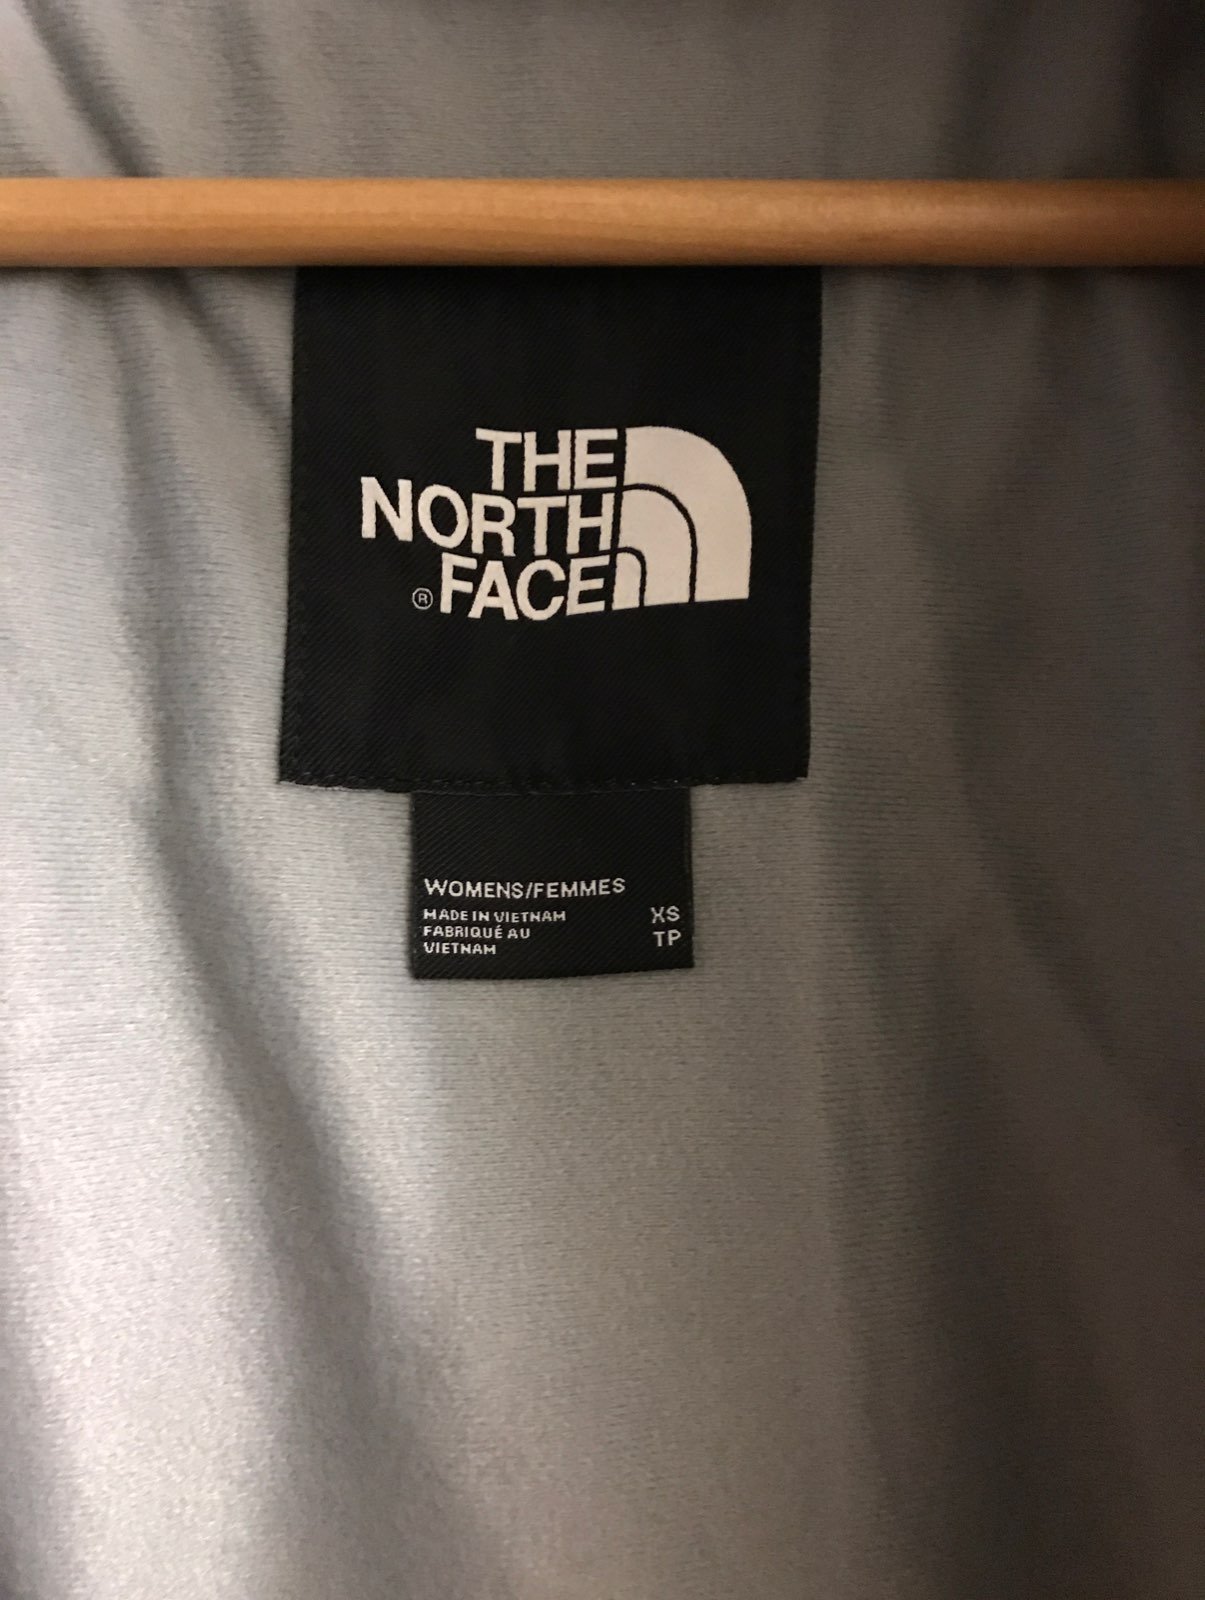 THE
NORTH
® FACE
WOMENS/FEMMES
MADE IN VIETNAM XS
FABRIQUÉ AU TP
VIETNAM